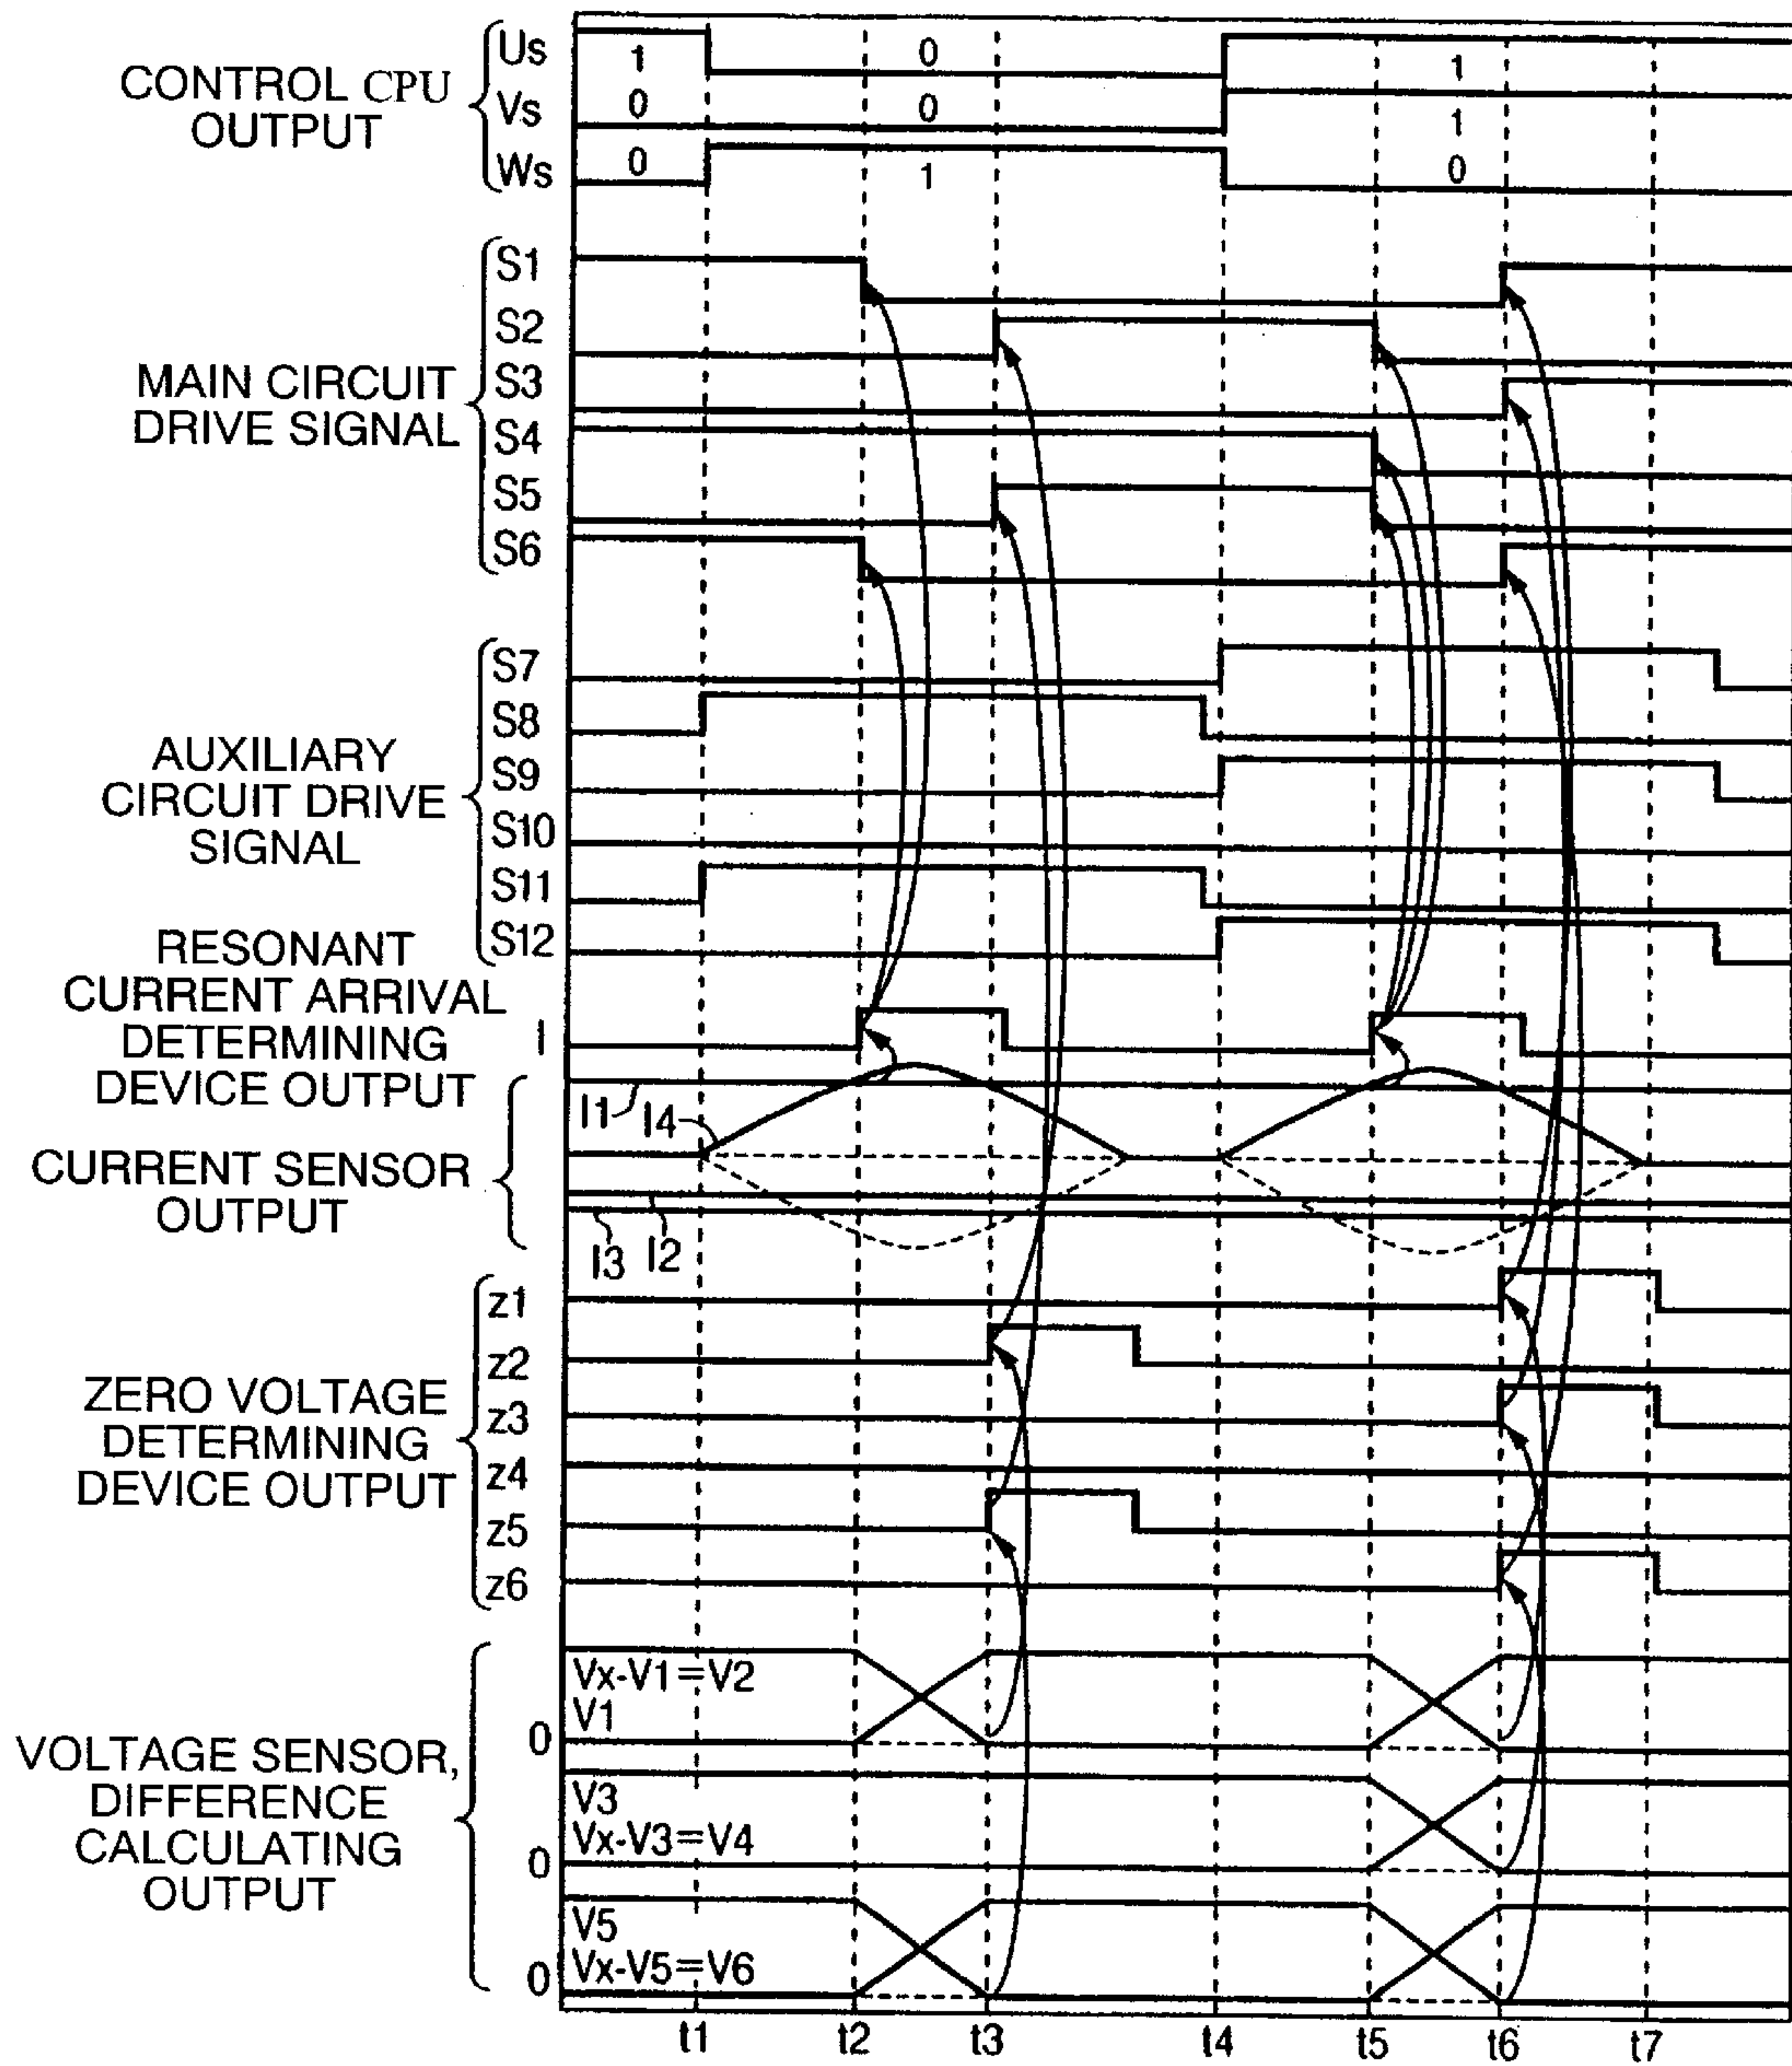 CONTROL CPU
OUTPUT
Us
1
0
1
Vs
0
0
1
Ws
0
1
0
MAIN CIRCUIT
DRIVE SIGNAL
S1
S2
S3
S4
S5
S6
AUXILIARY
CIRCUIT DRIVE
SIGNAL
S7
S8
S9
S10
S11
S12
RESONANT
CURRENT ARRIVAL
DETERMINING
DEVICE OUTPUT
I
CURRENT SENSOR
OUTPUT
I1
I4
I3
I2
ZERO VOLTAGE
DETERMINING
DEVICE OUTPUT
z1
z2
z3
z4
z5
z6
VOLTAGE SENSOR,
DIFFERENCE
CALCULATING
OUTPUT
Vx-V1=V2
V1
0
V3
Vx-V3=V4
0
V5
Vx-V5=V6
0
t1
t2
t3
t4
t5
t6
t7